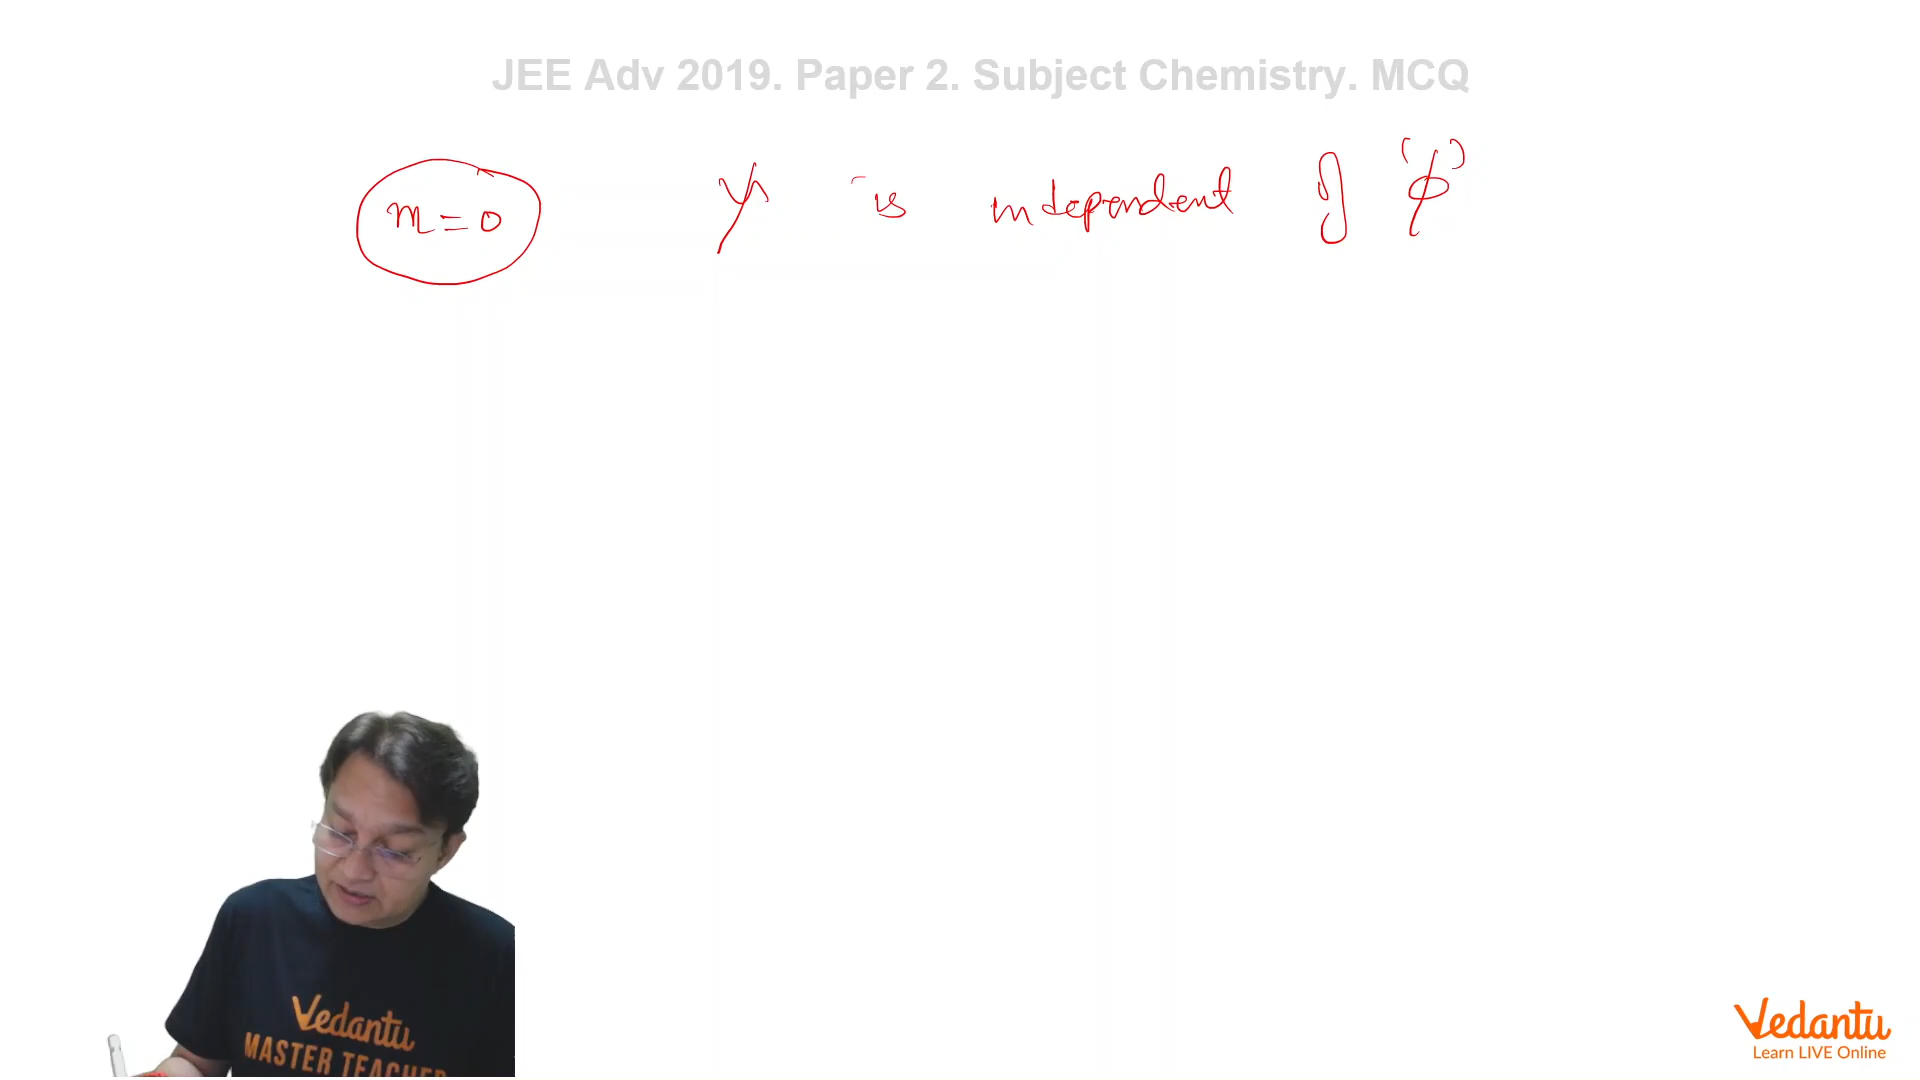 JEE Adv 2019. Paper 2. Subject Chemistry. MCQ
m = 0 ψ is independent of 'ϕ'
Vedantu
MASTER TEACHER
Vedantu
Learn LIVE Online